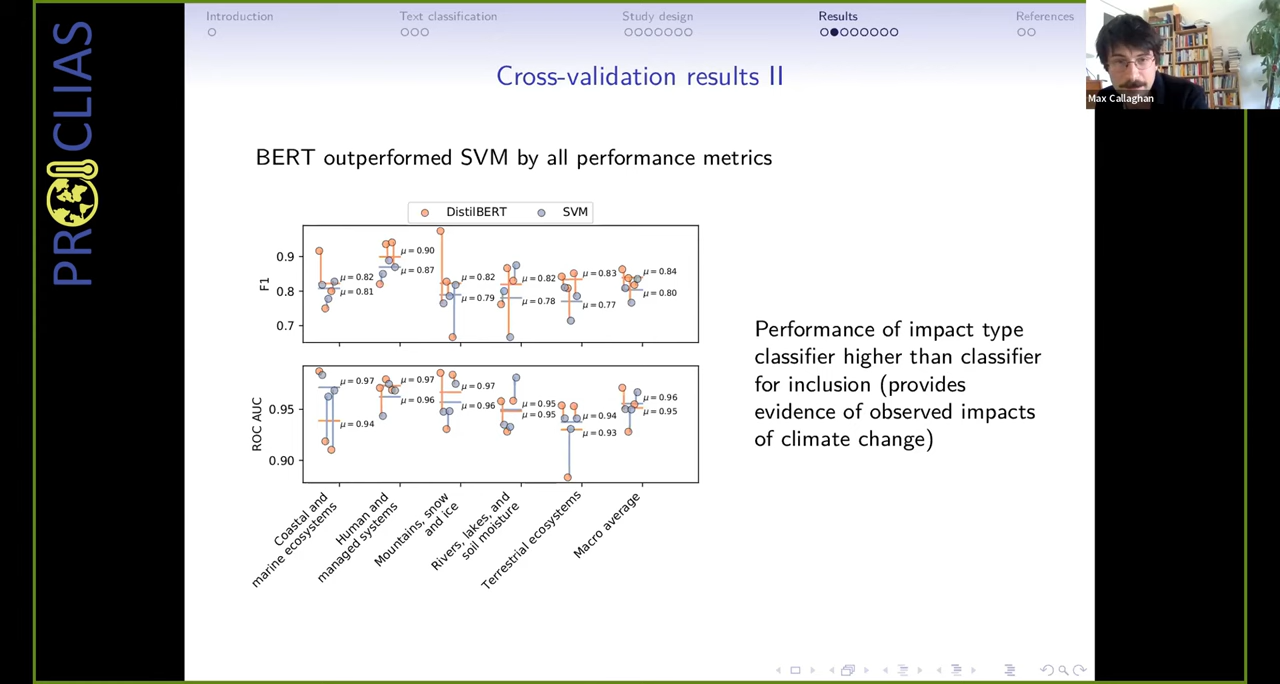 PROCLIAS
Introduction
Text classification
Study design
Results
References
Max Callaghan
Cross-validation results II
BERT outperformed SVM by all performance metrics
DistilBERT
SVM
F1
0.9
0.8
0.7
μ = 0.82
μ = 0.81
μ = 0.90
μ = 0.87
μ = 0.82
μ = 0.79
μ = 0.82
μ = 0.78
μ = 0.83
μ = 0.77
μ = 0.84
μ = 0.80
ROC AUC
0.95
0.90
μ = 0.97
μ = 0.94
μ = 0.97
μ = 0.96
μ = 0.97
μ = 0.96
μ = 0.95
μ = 0.95
μ = 0.94
μ = 0.93
μ = 0.96
μ = 0.95
Coastal and
marine ecosystems
Human and
managed systems
Mountains, snow
and ice
Rivers, lakes, and
soil moisture
Terrestrial ecosystems
Macro average
Performance of impact type
classifier higher than classifier
for inclusion (provides
evidence of observed impacts
of climate change)